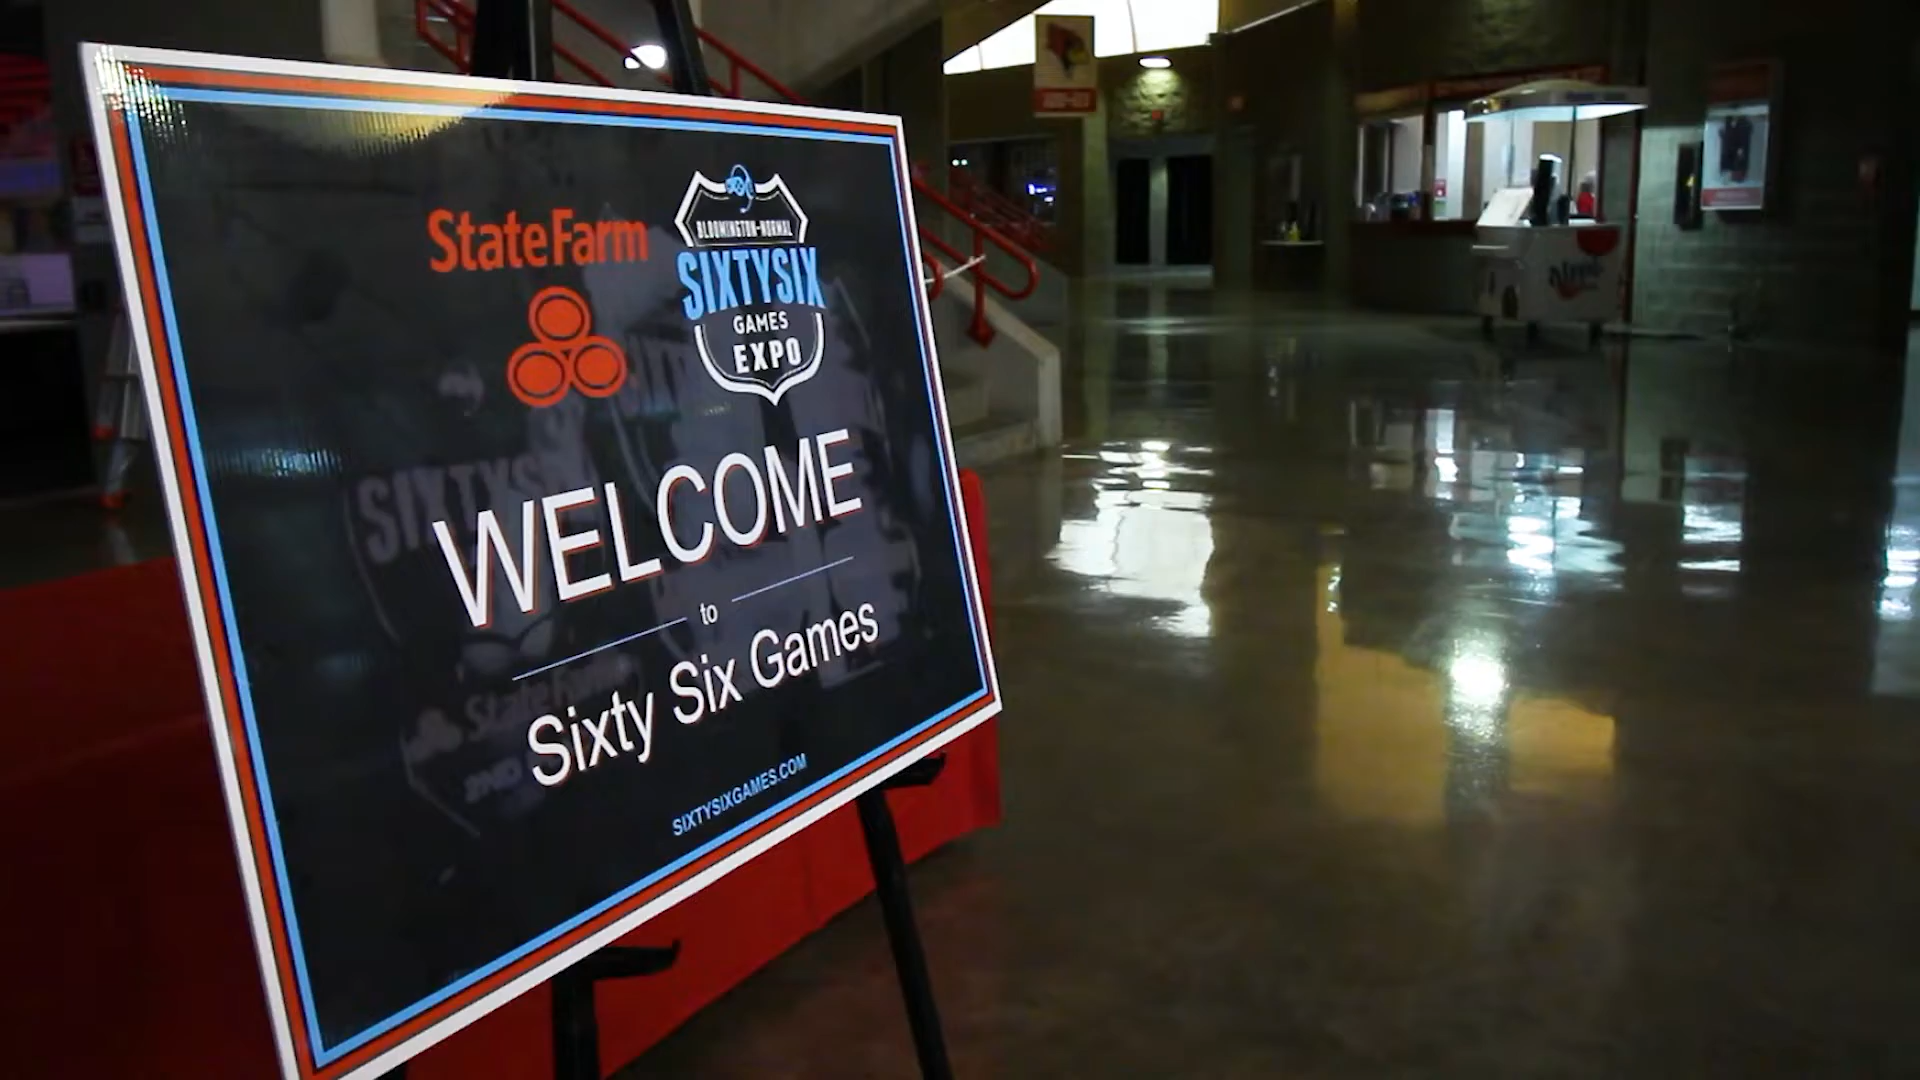 State Farm
BLOOMINGTON-NORMAL
SIXTYSIX
GAMES
EXPO
WELCOME
to
Sixty Six Games
SIXTYSIXGAMES.COM